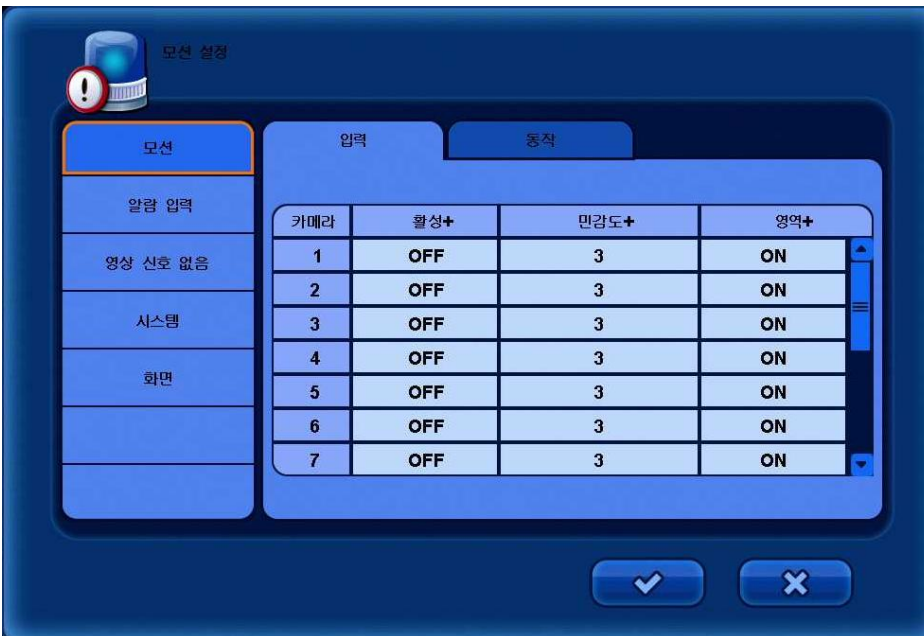 모션 설정
모션
알람 입력
영상 신호 없음
시스템
화면
입력 동작
카메라 활성+ 민감도+ 영역+
1 OFF 3 ON
2 OFF 3 ON
3 OFF 3 ON
4 OFF 3 ON
5 OFF 3 ON
6 OFF 3 ON
7 OFF 3 ON